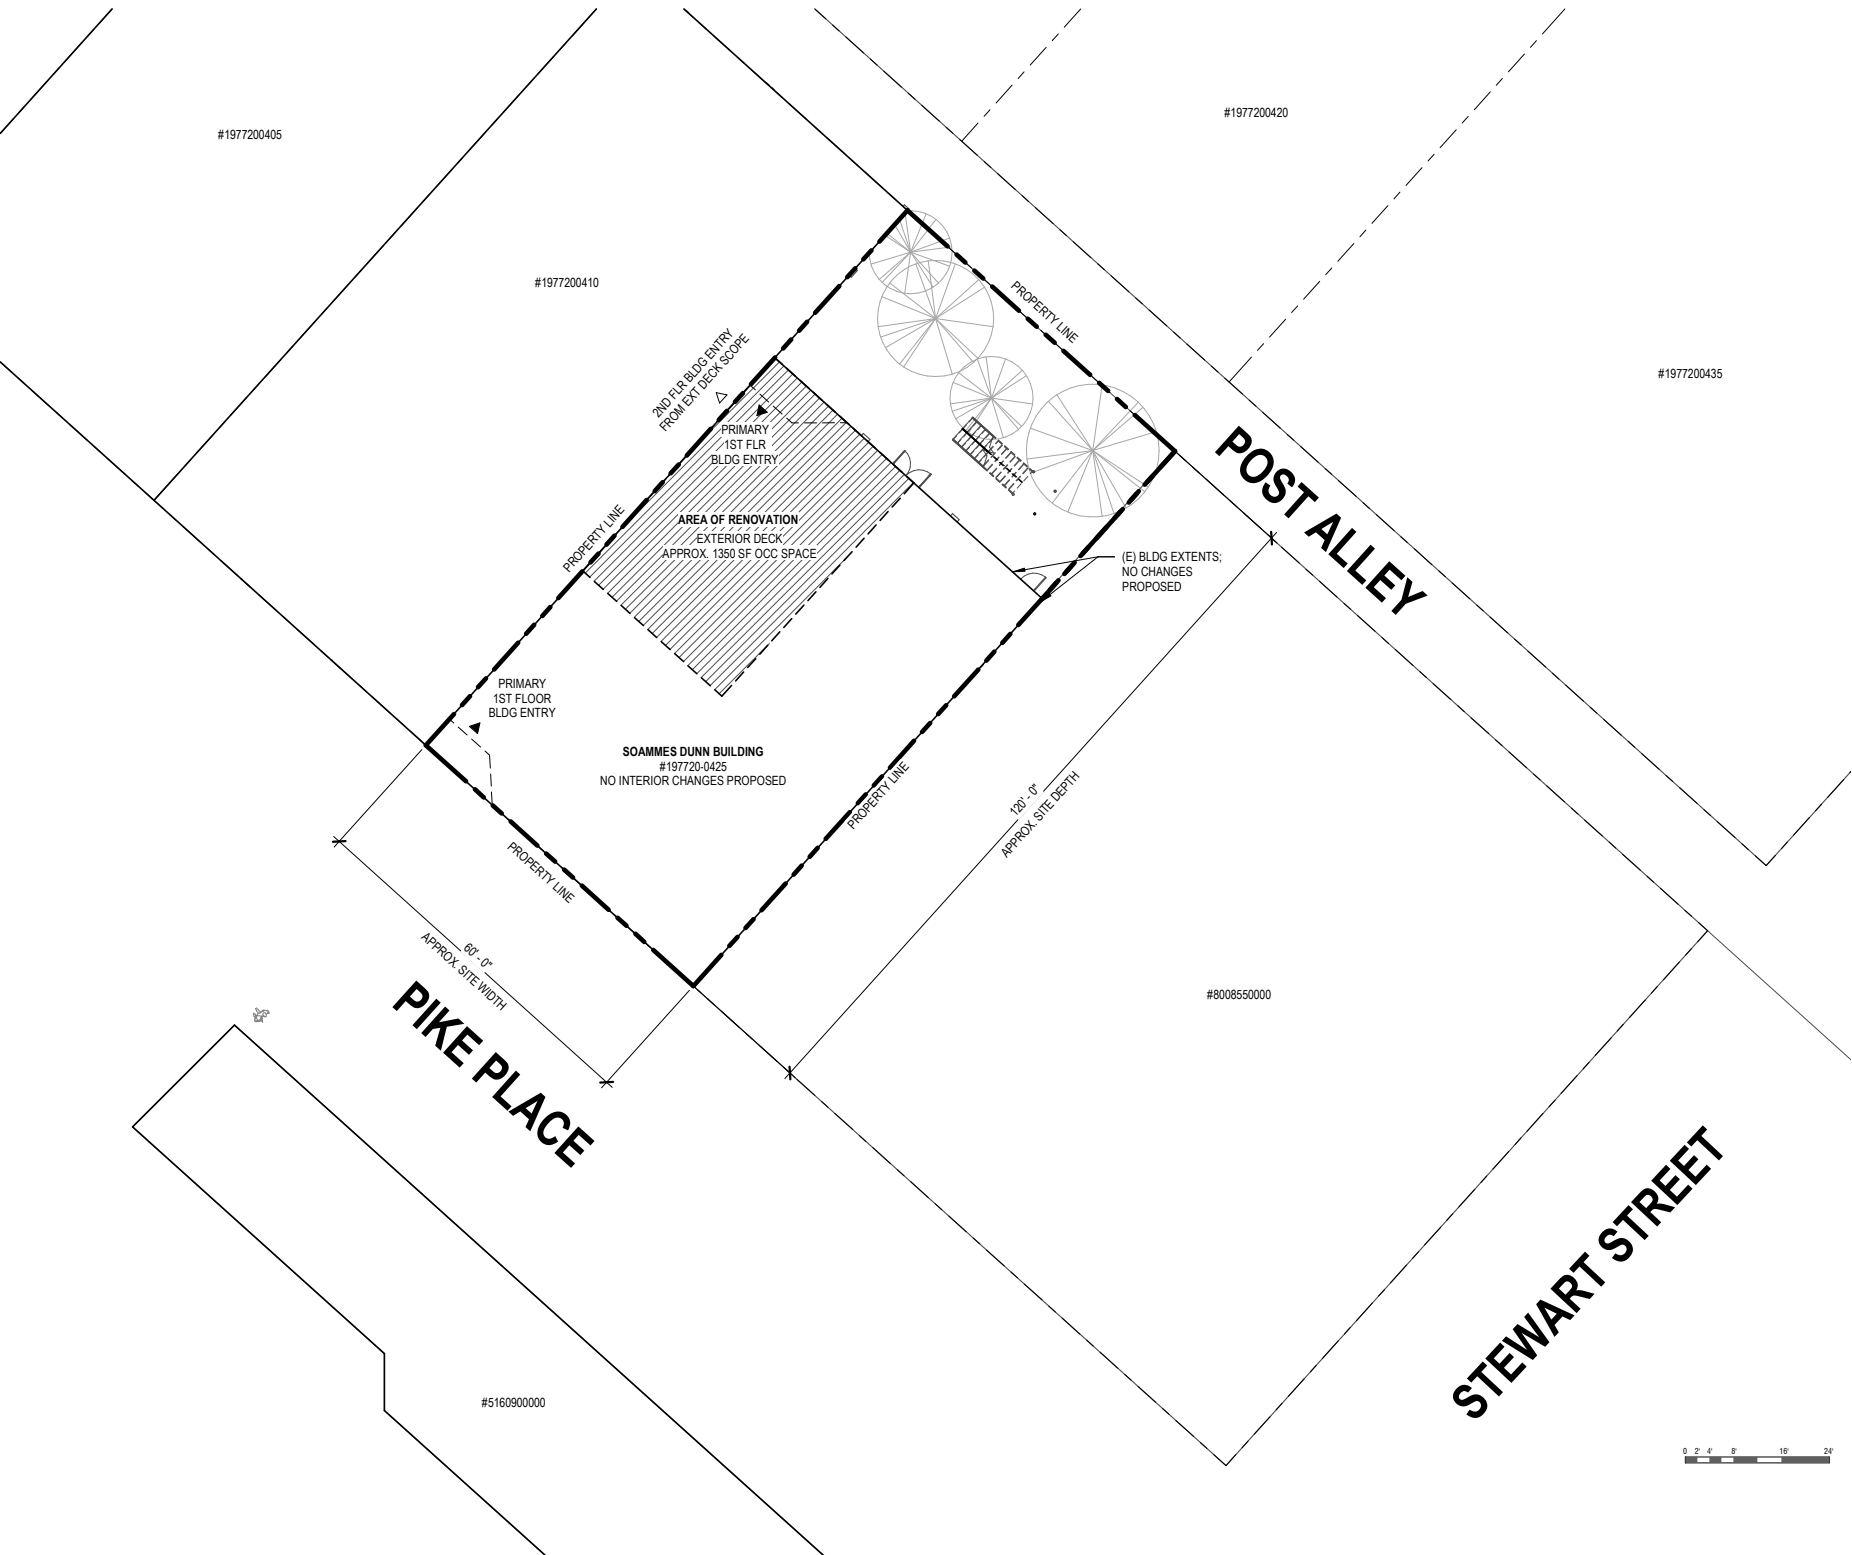 #1977200405
#1977200420
#1977200410
#1977200435
PROPERTY LINE
2ND FLR BLDG ENTRY
FROM EXT DECK SCOPE
PRIMARY
1ST FLR
BLDG ENTRY
POST ALLEY
PROPERTY LINE
AREA OF RENOVATION
EXTERIOR DECK
APPROX. 1350 SF OCC SPACE
(E) BLDG EXTENTS;
NO CHANGES
PROPOSED
PRIMARY
1ST FLOOR
BLDG ENTRY
SOAMMES DUNN BUILDING
#197720-0425
NO INTERIOR CHANGES PROPOSED
PROPERTY LINE
120' - 0"
APPROX. SITE DEPTH
PROPERTY LINE
60' - 0"
APPROX. SITE WIDTH
PIKE PLACE
#8008550000
STEWART STREET
#5160900000
0 2' 4' 8' 16' 24'